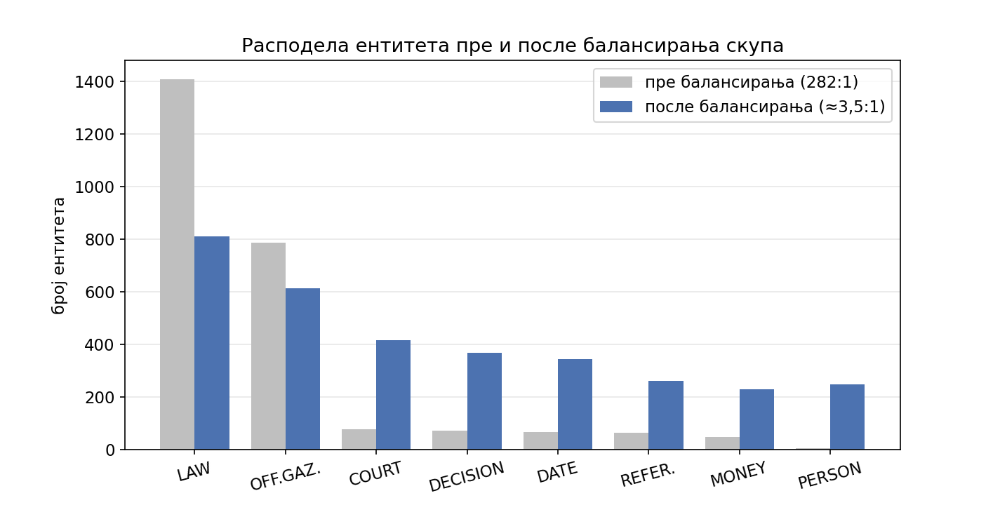 Расподела ентитета пре и после балансирања скупа
пре балансирања (282:1)
после балансирања (≈3,5:1)
број ентитета
1400
1200
1000
800
600
400
200
0
LAW
OFF.GAZ.
COURT
DECISION
DATE
REFER.
MONEY
PERSON